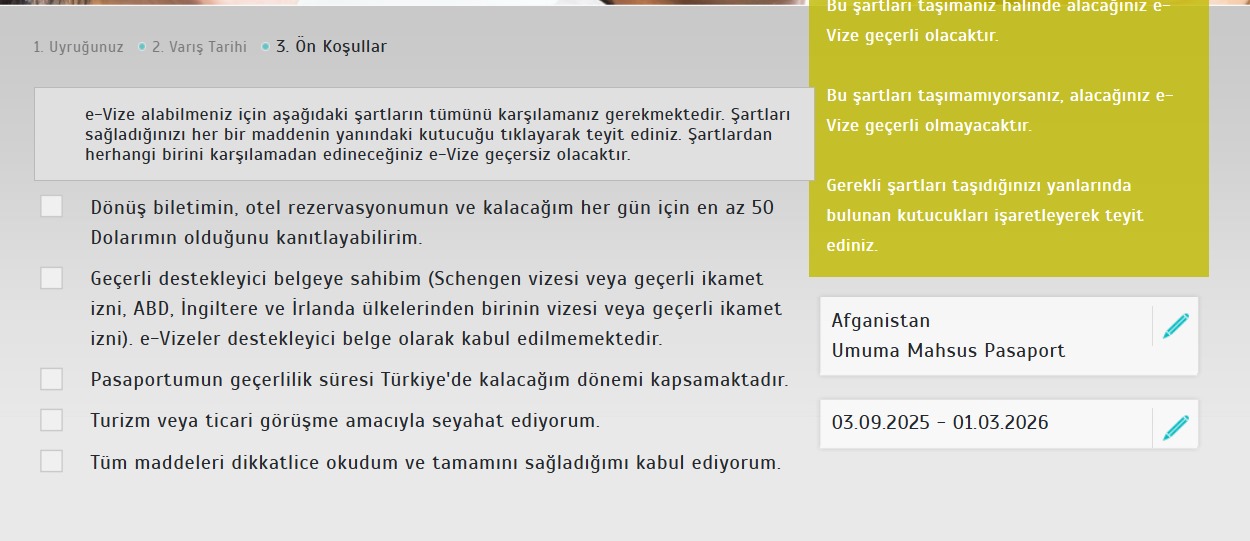 1. Uyruğunuz 2. Varış Tarihi 3. Ön Koşullar
e-Vize alabilmeniz için aşağıdaki şartların tümünü karşılamanız gerekmektedir. Şartları
sağladığınızı her bir maddenin yanındaki kutucuğu tıklayarak teyit ediniz. Şartlardan
herhangi birini karşılamadan edineceğiniz e-Vize geçersiz olacaktır.
Dönüş biletimin, otel rezervasyonumun ve kalacağım her gün için en az 50
Dolarımın olduğunu kanıtlayabilirim.
Geçerli destekleyici belgeye sahibim (Schengen vizesi veya geçerli ikamet
izni, ABD, İngiltere ve İrlanda ülkelerinden birinin vizesi veya geçerli ikamet
izni). e-Vizeler destekleyici belge olarak kabul edilmemektedir.
Pasaportumun geçerlilik süresi Türkiye'de kalacağım dönemi kapsamaktadır.
Turizm veya ticari görüşme amacıyla seyahat ediyorum.
Tüm maddeleri dikkatlice okudum ve tamamını sağladığımı kabul ediyorum.
Bu şartları taşımanız halinde alacağınız e-
Vize geçerli olacaktır.
Bu şartları taşımamıyorsanız, alacağınız e-
Vize geçerli olmayacaktır.
Gerekli şartları taşıdığınızı yanlarında
bulunan kutucukları işaretleyerek teyit
ediniz.
Afganistan
Umuma Mahsus Pasaport
03.09.2025 - 01.03.2026